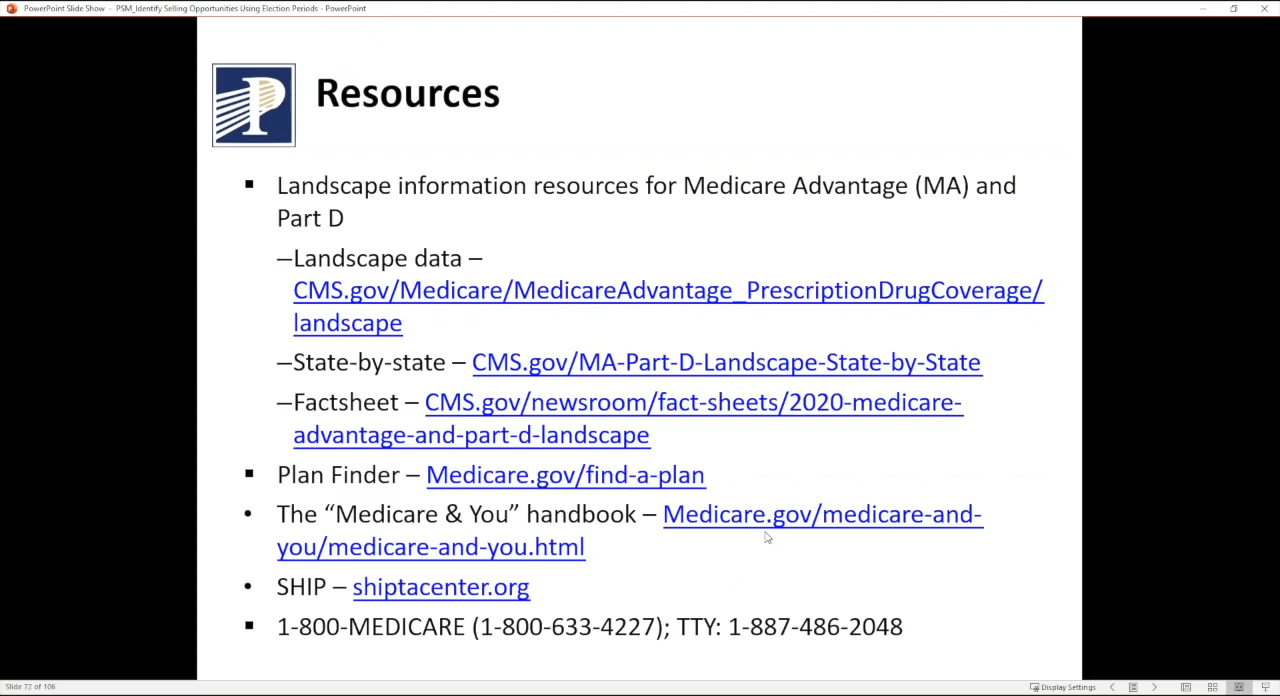 PowerPoint Slide Show - PSM_Identify Selling Opportunities Using Election Periods - PowerPoint
P
Resources
▪ Landscape information resources for Medicare Advantage (MA) and
Part D
–Landscape data –
CMS.gov/Medicare/MedicareAdvantage_PrescriptionDrugCoverage/
landscape
–State-by-state – CMS.gov/MA-Part-D-Landscape-State-by-State
–Factsheet – CMS.gov/newsroom/fact-sheets/2020-medicare-
advantage-and-part-d-landscape
▪ Plan Finder – Medicare.gov/find-a-plan
• The “Medicare & You” handbook – Medicare.gov/medicare-and-
you/medicare-and-you.html
• SHIP – shiptacenter.org
▪ 1-800-MEDICARE (1-800-633-4227); TTY: 1-887-486-2048
Slide 72 of 106
Display Settings